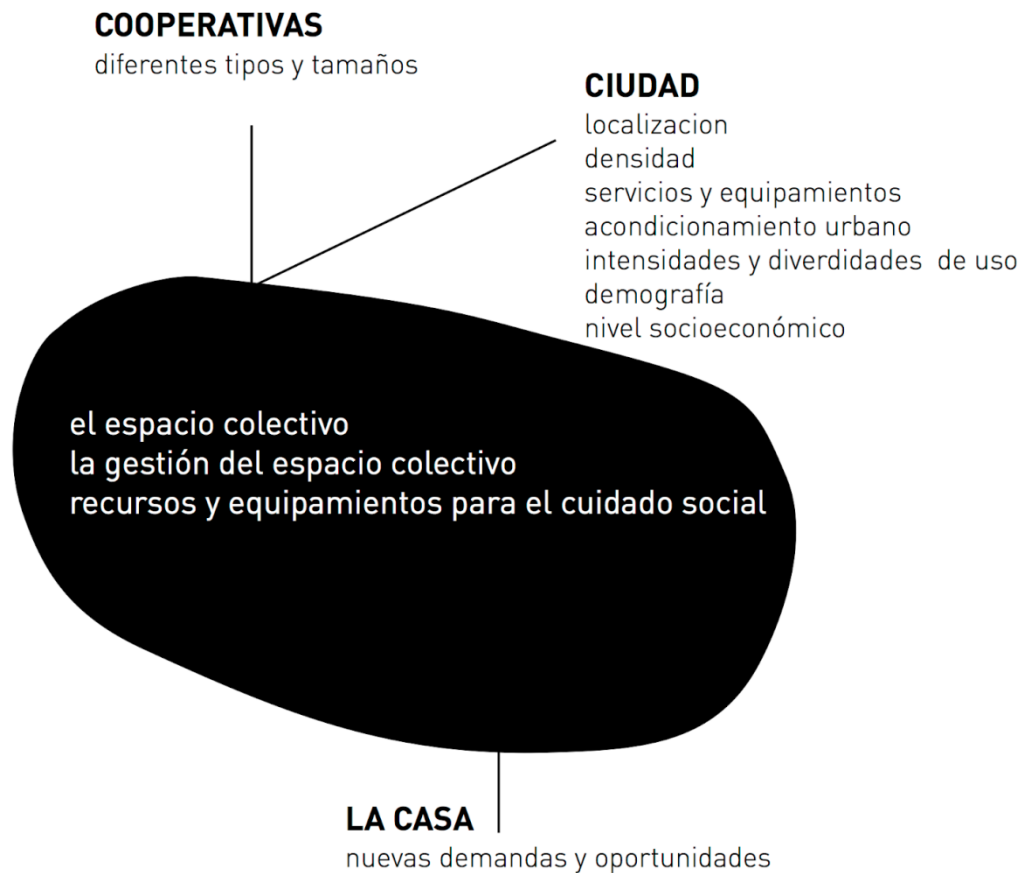 COOPERATIVAS
diferentes tipos y tamaños
CIUDAD
localizacion
densidad
servicios y equipamientos
acondicionamiento urbano
intensidades y diverdidades de uso
demografía
nivel socioeconómico
el espacio colectivo
la gestión del espacio colectivo
recursos y equipamientos para el cuidado social
LA CASA
nuevas demandas y oportunidades